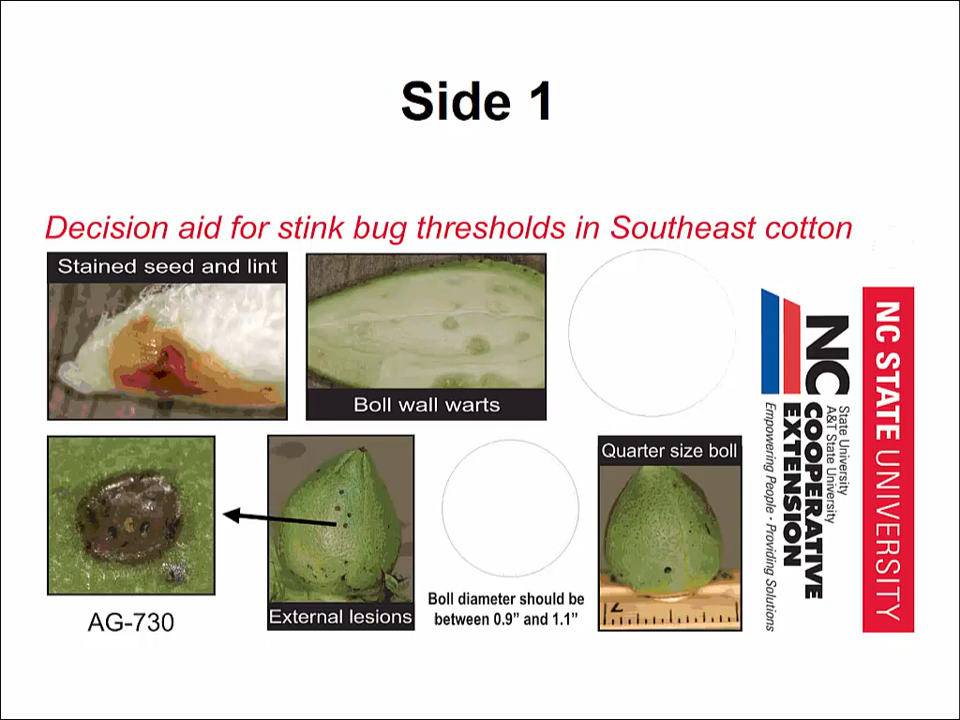 Side 1
Decision aid for stink bug thresholds in Southeast cotton
Stained seed and lint
Boll wall warts
AG-730
External lesions
Boll diameter should be
between 0.9” and 1.1”
Quarter size boll
NC
COOPERATIVE
EXTENSION
State University
A&T State University
Empowering People • Providing Solutions
NC STATE UNIVERSITY